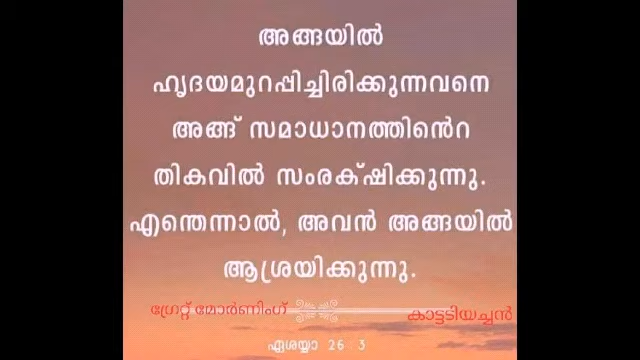 അങ്ങയിൽ
ഹൃദയമുറപ്പിച്ചിരിക്കുന്നവനെ
അങ്ങ് സമാധാനത്തിൻെറ
തികവിൽ സംരക്ഷിക്കുന്നു.
എന്തെന്നാൽ, അവൻ അങ്ങയിൽ
ആശ്രയിക്കുന്നു.
ഗ്രേറ്റ് മോർണിംഗ് കാട്ടടിയച്ചൻ
ഏശയ്യാ 26 : 3